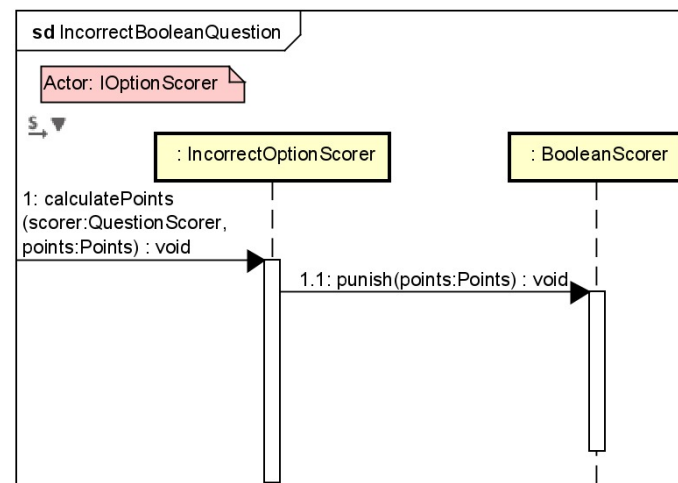 sd IncorrectBooleanQuestion
Actor: IOptionScorer
S
: IncorrectOptionScorer
: BooleanScorer
1: calculatePoints
(scorer:QuestionScorer,
points:Points) : void
1.1: punish(points:Points) : void